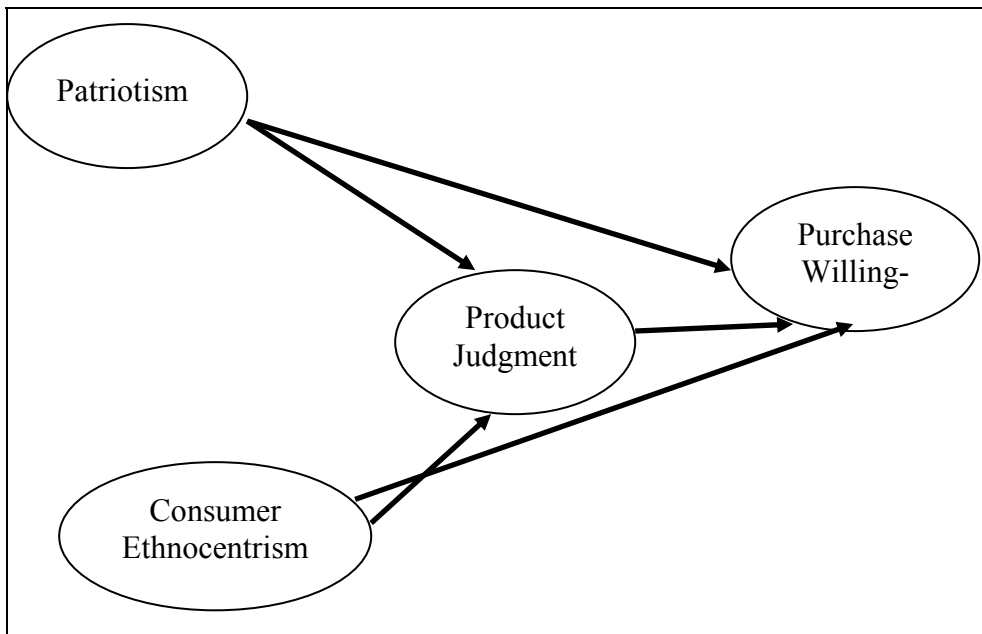 Patriotism
Purchase
Willing-
Product
Judgment
Consumer
Ethnocentrism